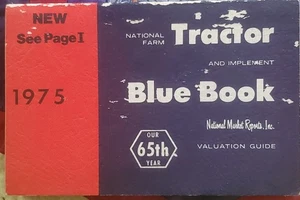 NEW
See Page I
1975
NATIONAL FARM Tractor
AND IMPLEMENT
Blue Book
National Market Reports, Inc.
OUR
65th
YEAR
VALUATION GUIDE